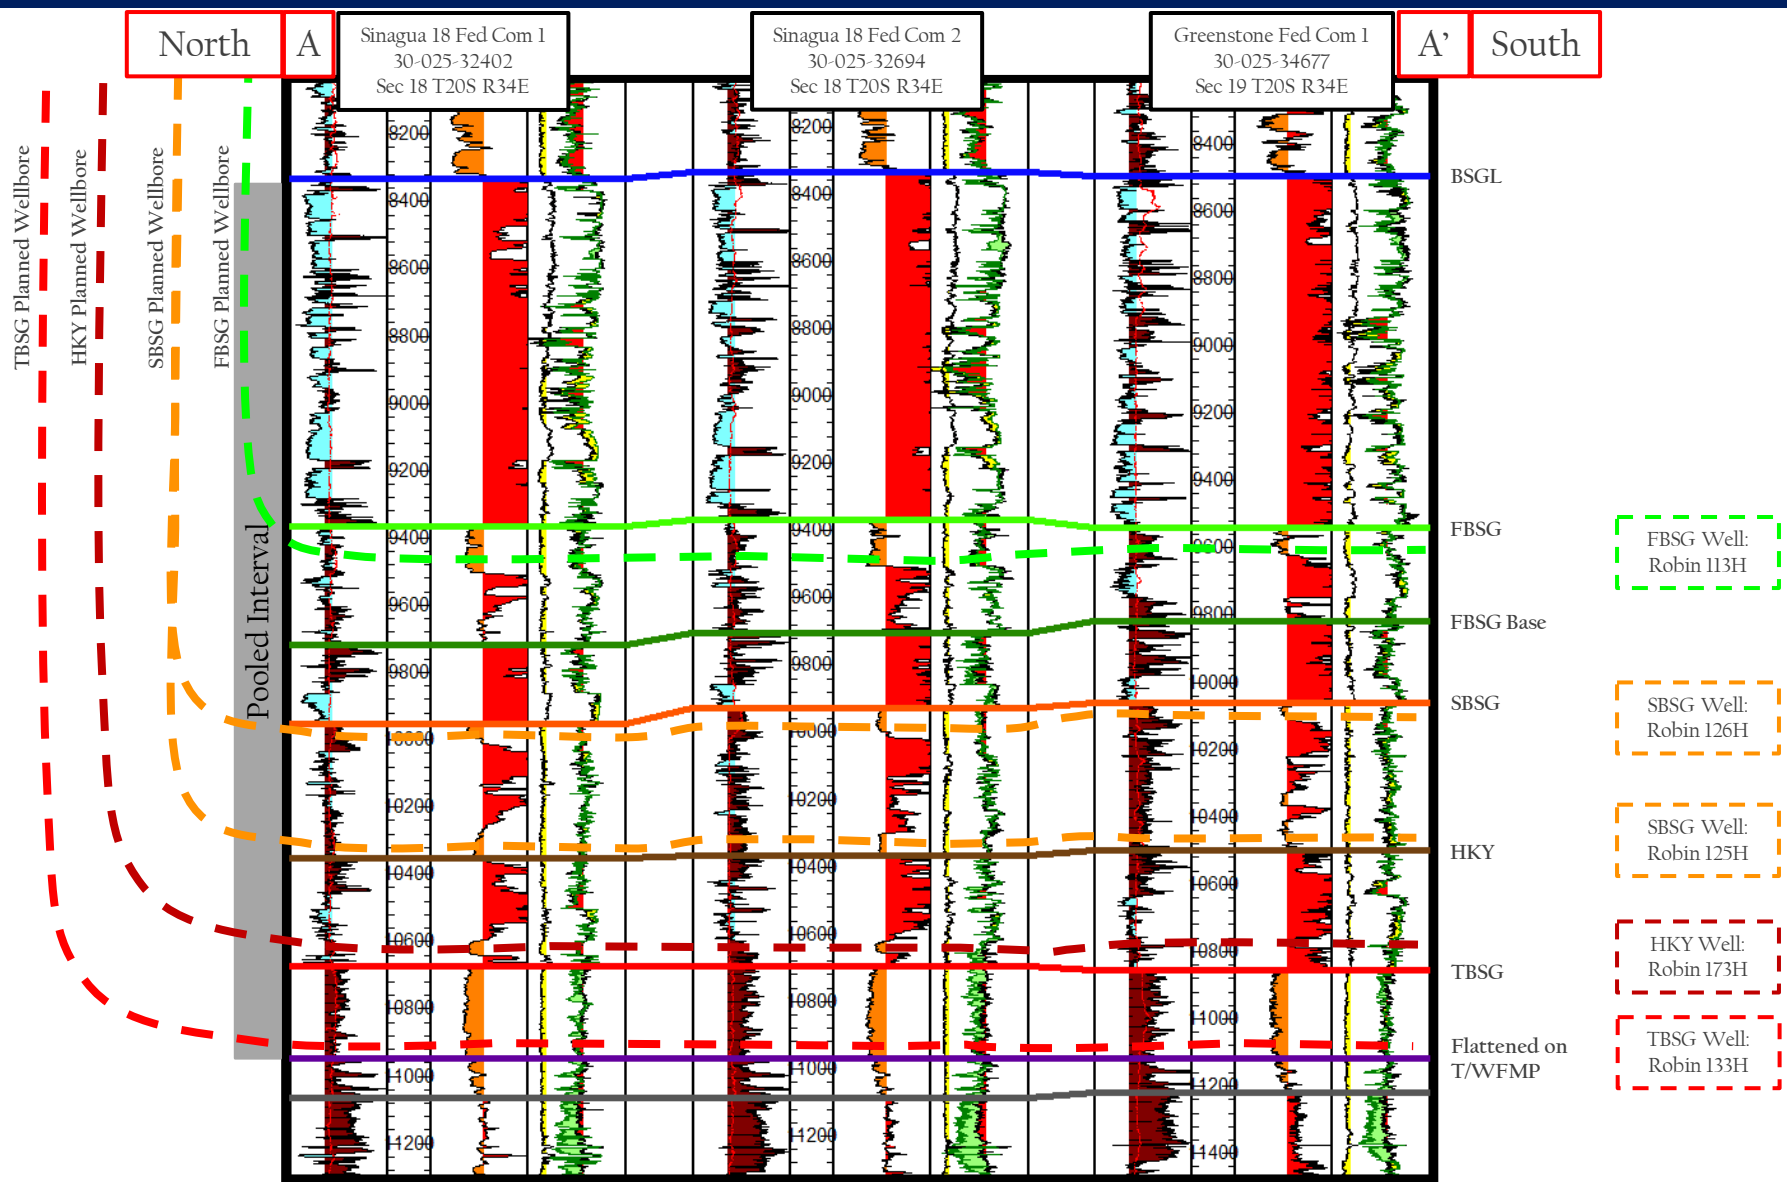 North
A
Sinagua 18 Fed Com 1
30-025-32402
Sec 18 T20S R34E
Sinagua 18 Fed Com 2
30-025-32694
Sec 18 T20S R34E
Greenstone Fed Com 1
30-025-34677
Sec 19 T20S R34E
A’
South
TBSG Planned Wellbore
HKY Planned Wellbore
SBSG Planned Wellbore
FBSG Planned Wellbore
Pooled Interval
8200
8400
8600
8800
9000
9200
9400
9600
9800
10000
10200
10400
10600
10800
11000
11200
8200
8400
8600
8800
9000
9200
9400
9600
9800
10000
10200
10400
10600
10800
11000
11200
8400
8600
8800
9000
9200
9400
9600
9800
10000
10200
10400
10600
10800
11000
11200
11400
BSGL
FBSG
FBSG Base
SBSG
HKY
TBSG
Flattened on
T/WFMP
FBSG Well:
Robin 113H
SBSG Well:
Robin 126H
SBSG Well:
Robin 125H
HKY Well:
Robin 173H
TBSG Well:
Robin 133H